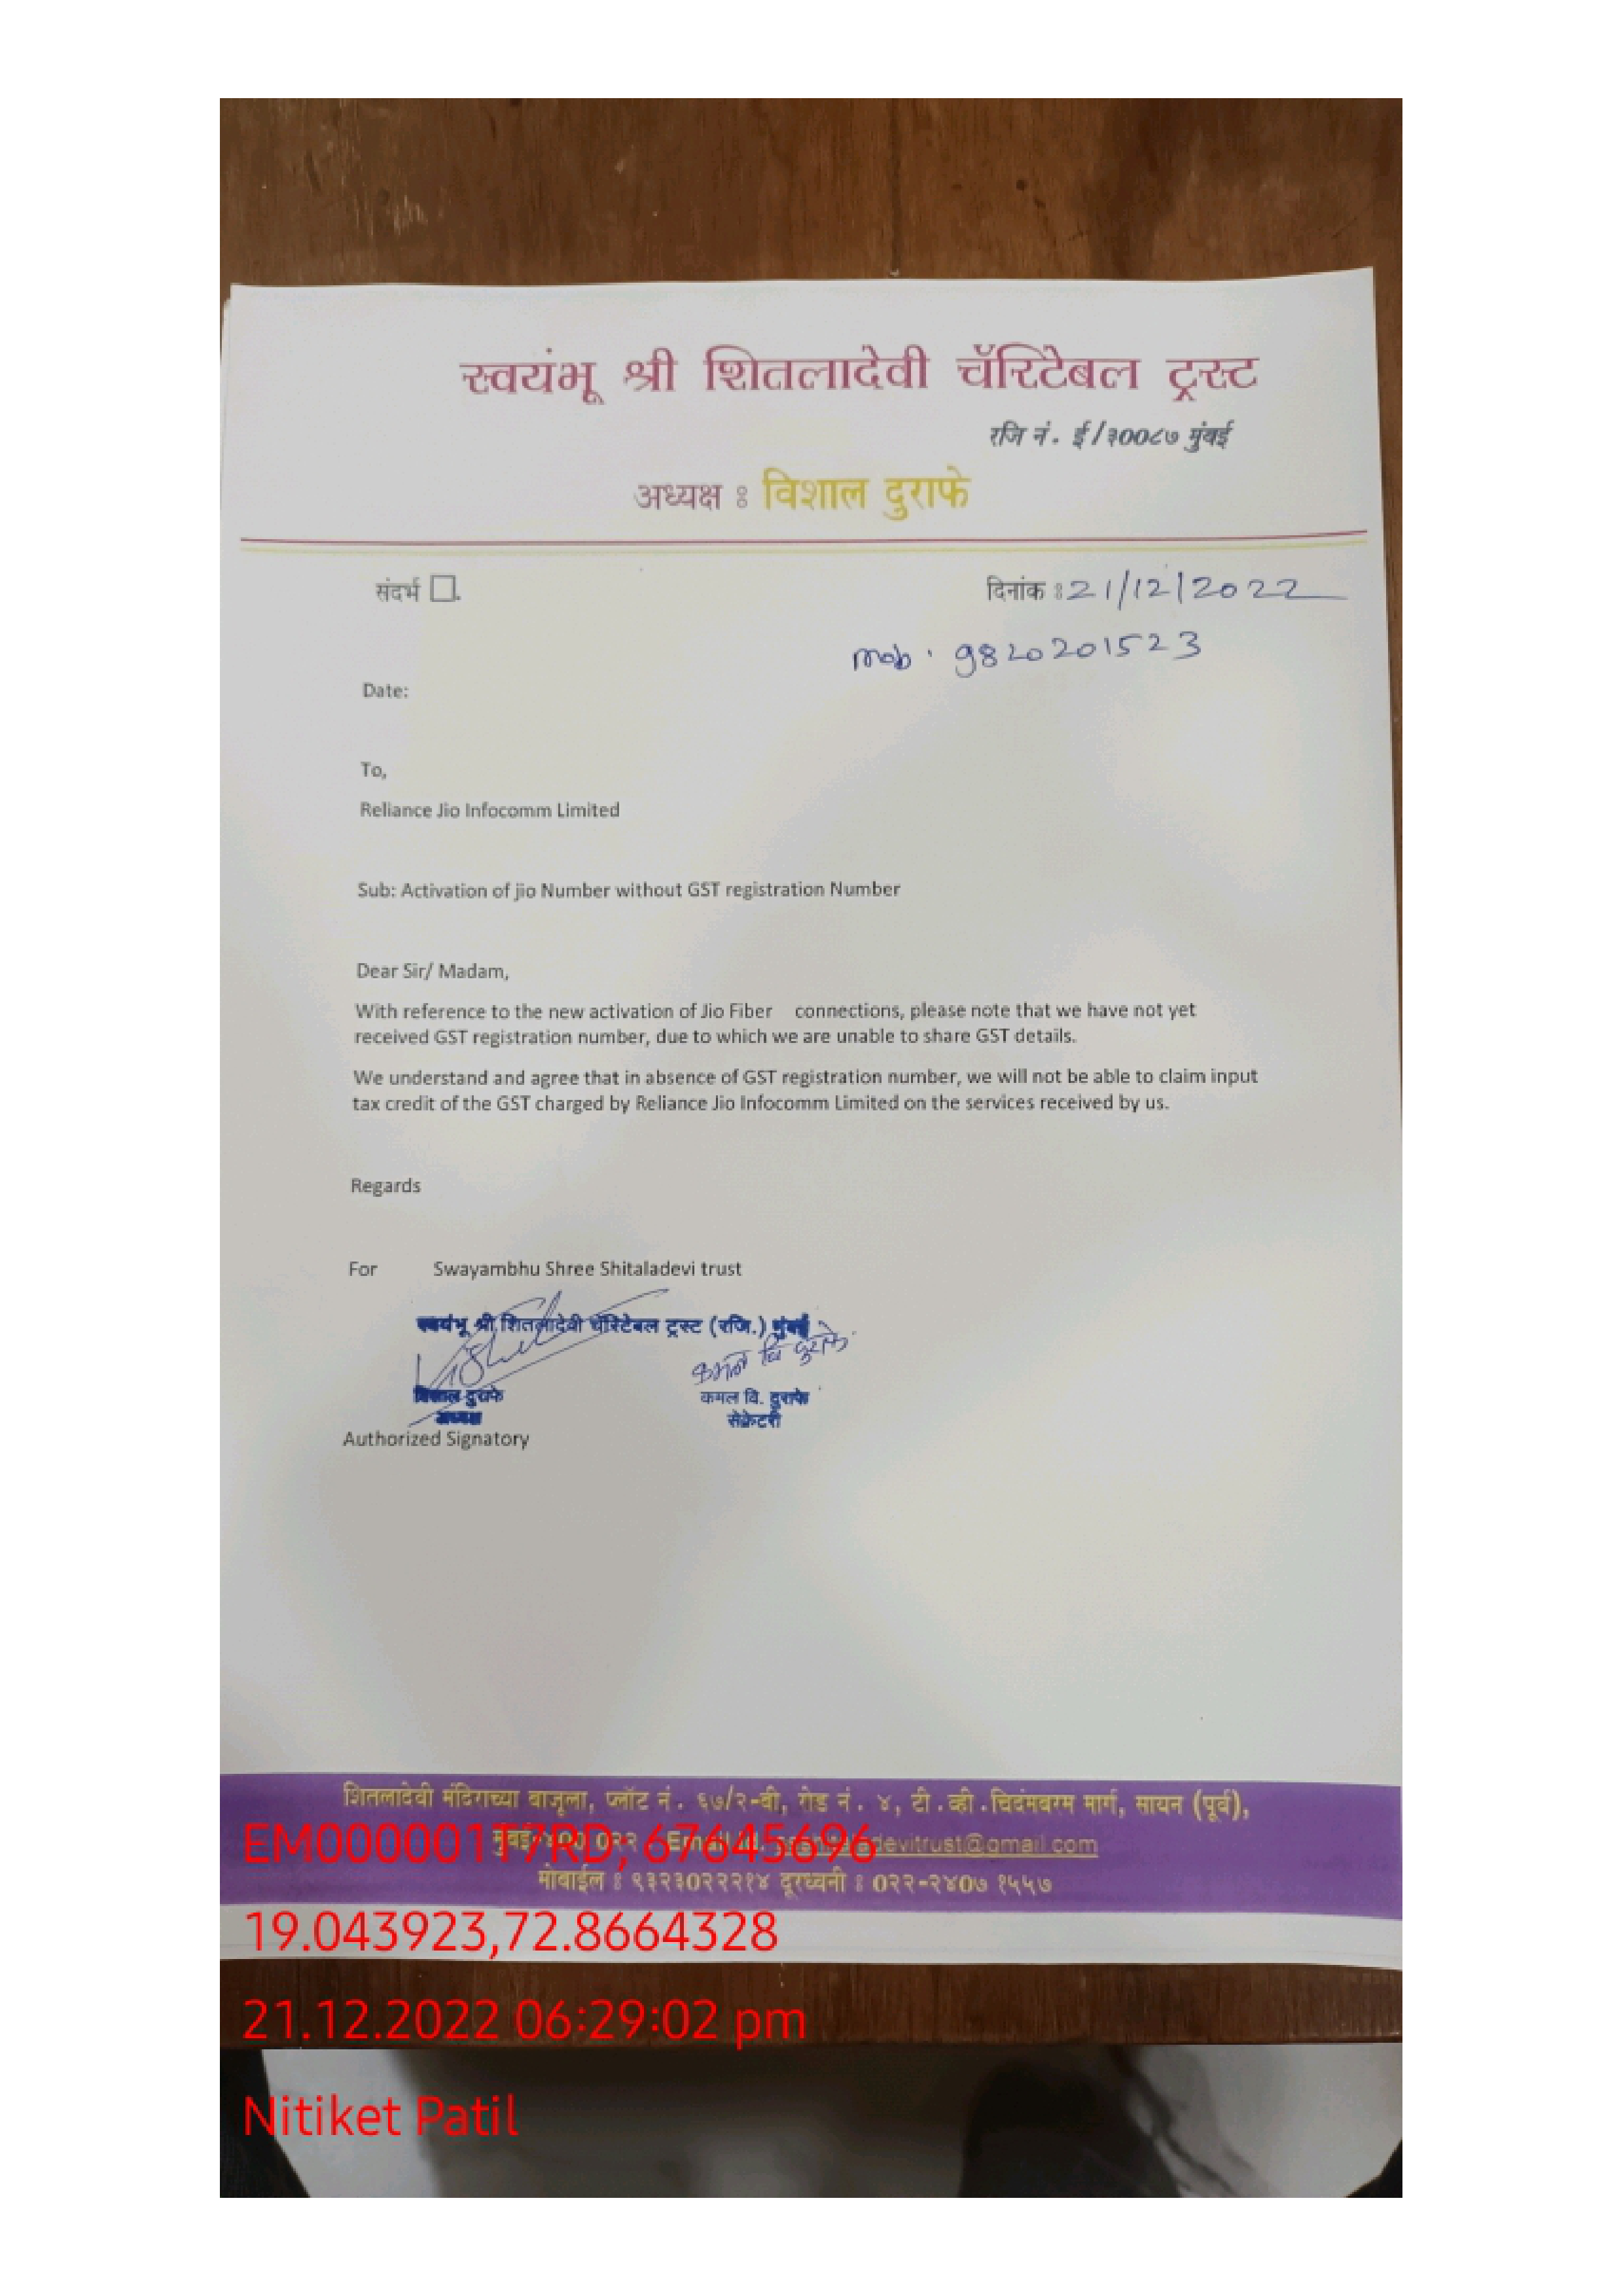 स्वयंभू श्री शितलादेवी चॅरिटेबल ट्रस्ट
रजि नं. ई/३००८७ मुंबई
अध्यक्ष : विशाल दुराफे
संदर्भ
दिनांक : 21/12/2022
mob. 9820201523
Date:
To,
Reliance Jio Infocomm Limited
Sub: Activation of jio Number without GST registration Number
Dear Sir/ Madam,
With reference to the new activation of Jio Fiber connections, please note that we have not yet
received GST registration number, due to which we are unable to share GST details.
We understand and agree that in absence of GST registration number, we will not be able to claim input
tax credit of the GST charged by Reliance Jio Infocomm Limited on the services received by us.
Regards
For Swayambhu Shree Shitaladevi trust
स्वयंभू श्री शितलादेवी चॅरिटेबल ट्रस्ट (रजि.) मुंबई
कमल वि दुराफे
विशाल दुराफे कमल वि. दुराफे
अध्यक्ष सेक्रेटरी
Authorized Signatory
शितलादेवी मंदिराच्या बाजूला, प्लॉट नं. ६७/२-बी, रोड नं. ४, टी.व्ही.चिदंमबरम मार्ग, सायन (पूर्व),
मुंबई-४०० ०२२ Email id. devitrust@gmail.com
EM000001T7RD; 67645696
मोबाईल : ९३२३०२२२१४ दूरध्वनी : ०२२-२४०७ १५५७
19.043923,72.8664328
21.12.2022 06:29:02 pm
Nitiket Patil